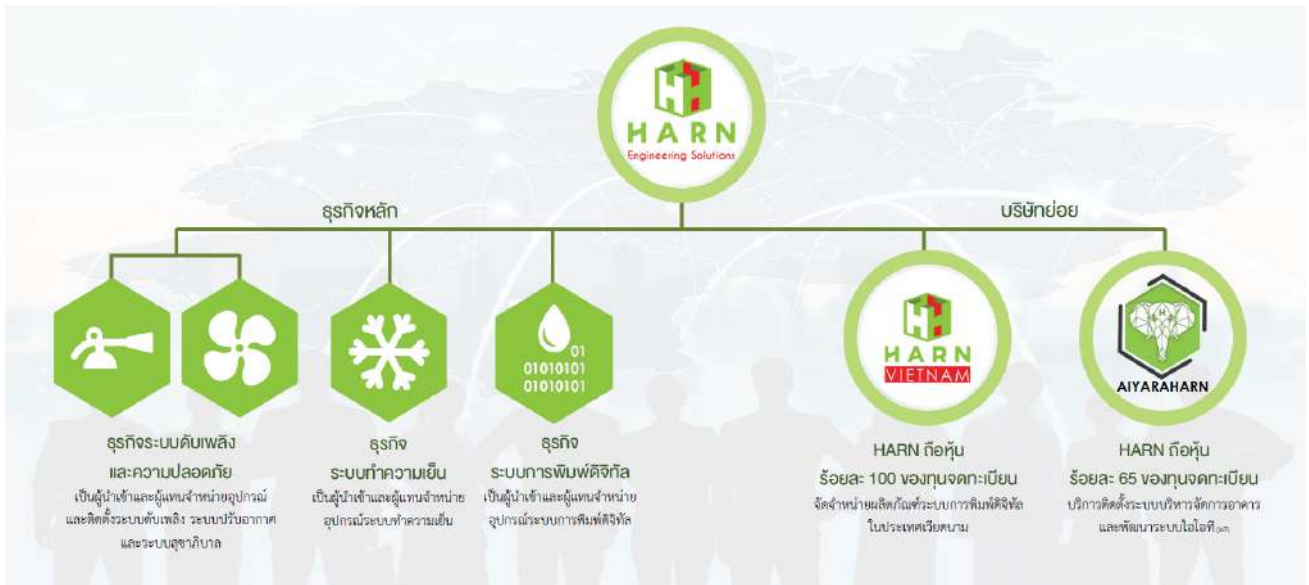 HARN
Engineering Solutions
ธุรกิจหลัก
บริษัทย่อย
01
01010101
01010101
ธุรกิจระบบดับเพลิง
และความปลอดภัย
เป็นผู้นำเข้าและผู้แทนจำหน่ายอุปกรณ์
และติดตั้งระบบดับเพลิง ระบบปรับอากาศ
และระบบสุขาภิบาล
ธุรกิจ
ระบบทำความเย็น
เป็นผู้นำเข้าและผู้แทนจำหน่าย
อุปกรณ์ระบบทำความเย็น
ธุรกิจ
ระบบการพิมพ์ดิจิทัล
เป็นผู้นำเข้าและผู้แทนจำหน่าย
อุปกรณ์ระบบการพิมพ์ดิจิทัล
HARN
VIETNAM
HARN ถือหุ้น
ร้อยละ 100 ของทุนจดทะเบียน
จัดจำหน่ายผลิตภัณฑ์ระบบการพิมพ์ดิจิทัล
ในประเทศเวียดนาม
AIYARAHARN
HARN ถือหุ้น
ร้อยละ 65 ของทุนจดทะเบียน
บริการติดตั้งระบบบริหารจัดการอาคาร
และพัฒนาระบบไอโอที (IoT)